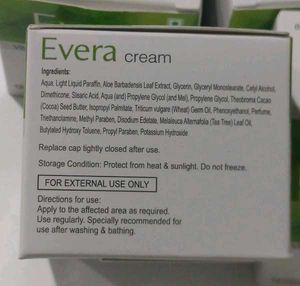 Evera cream
Ingredients:
Aqua, Light Liquid Paraffin, Aloe Barbadensis Leaf Extract, Glycerin, Glyceryl Monostearate, Cetyl Alcohol,
Dimethicone, Stearic Acid, Aqua (and) Propylene Glycol (and Mel), Propylene Glycol, Theobroma Cacao
(Cocoa) Seed Butter, Isopropyl Palmitate, Triticum vulgare (Wheat) Germ Oil, Phenoxyethanol, Perfume,
Triethanolamine, Methyl Paraben, Disodium Edetate, Melaleuca Alternafolia (Tea Tree) Leaf Oil,
Butylated Hydroxy Toluene, Propyl Paraben, Potassium Hydroxide
Replace cap tightly closed after use.
Storage Condition: Protect from heat & sunlight. Do not freeze.
FOR EXTERNAL USE ONLY
Directions for use:
Apply to the affected area as required.
Use regularly. Specially recommended for
use after washing & bathing.